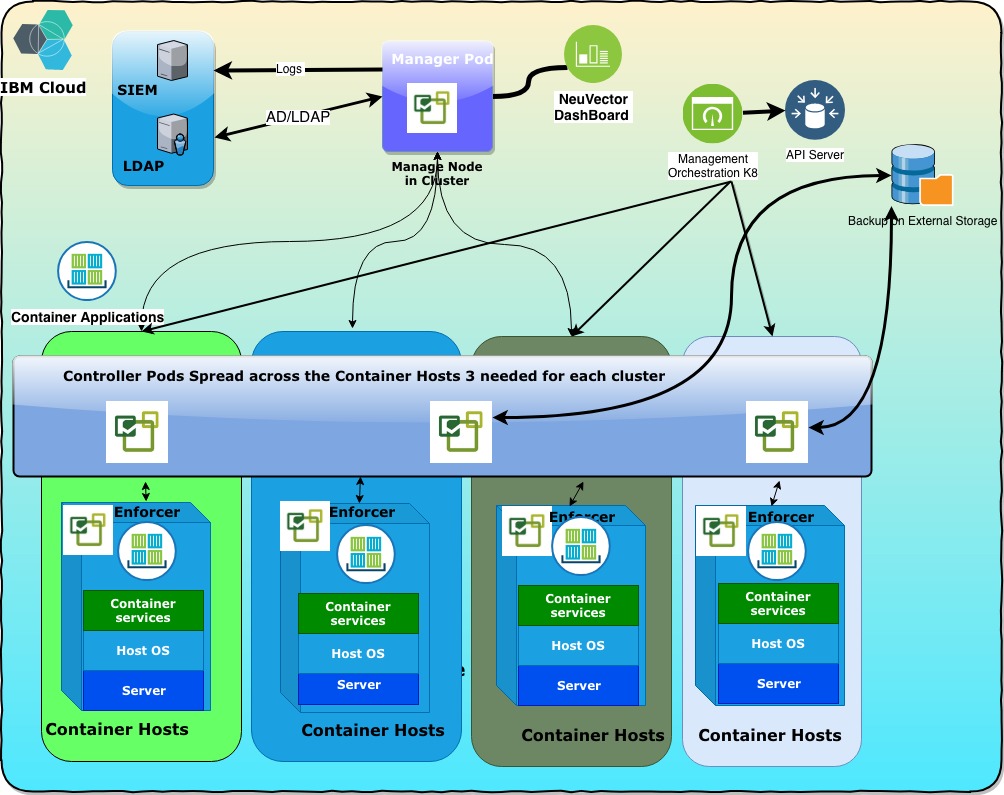 IBM Cloud
SIEM
LDAP
Logs
AD/LDAP
Manager Pod
Manage Node
in Cluster
NeuVector
DashBoard
Management
Orchestration K8
API Server
Backup on External Storage
Container Applications
Controller Pods Spread across the Container Hosts 3 needed for each cluster
Enforcer
Enforcer
Enforcer
Enforcer
Container
services
Container
services
Container
services
Container
services
Host OS
Host OS
Host OS
Host OS
Server
Server
Server
Server
e
Container Hosts
Container Hosts
Container Hosts
Container Hosts